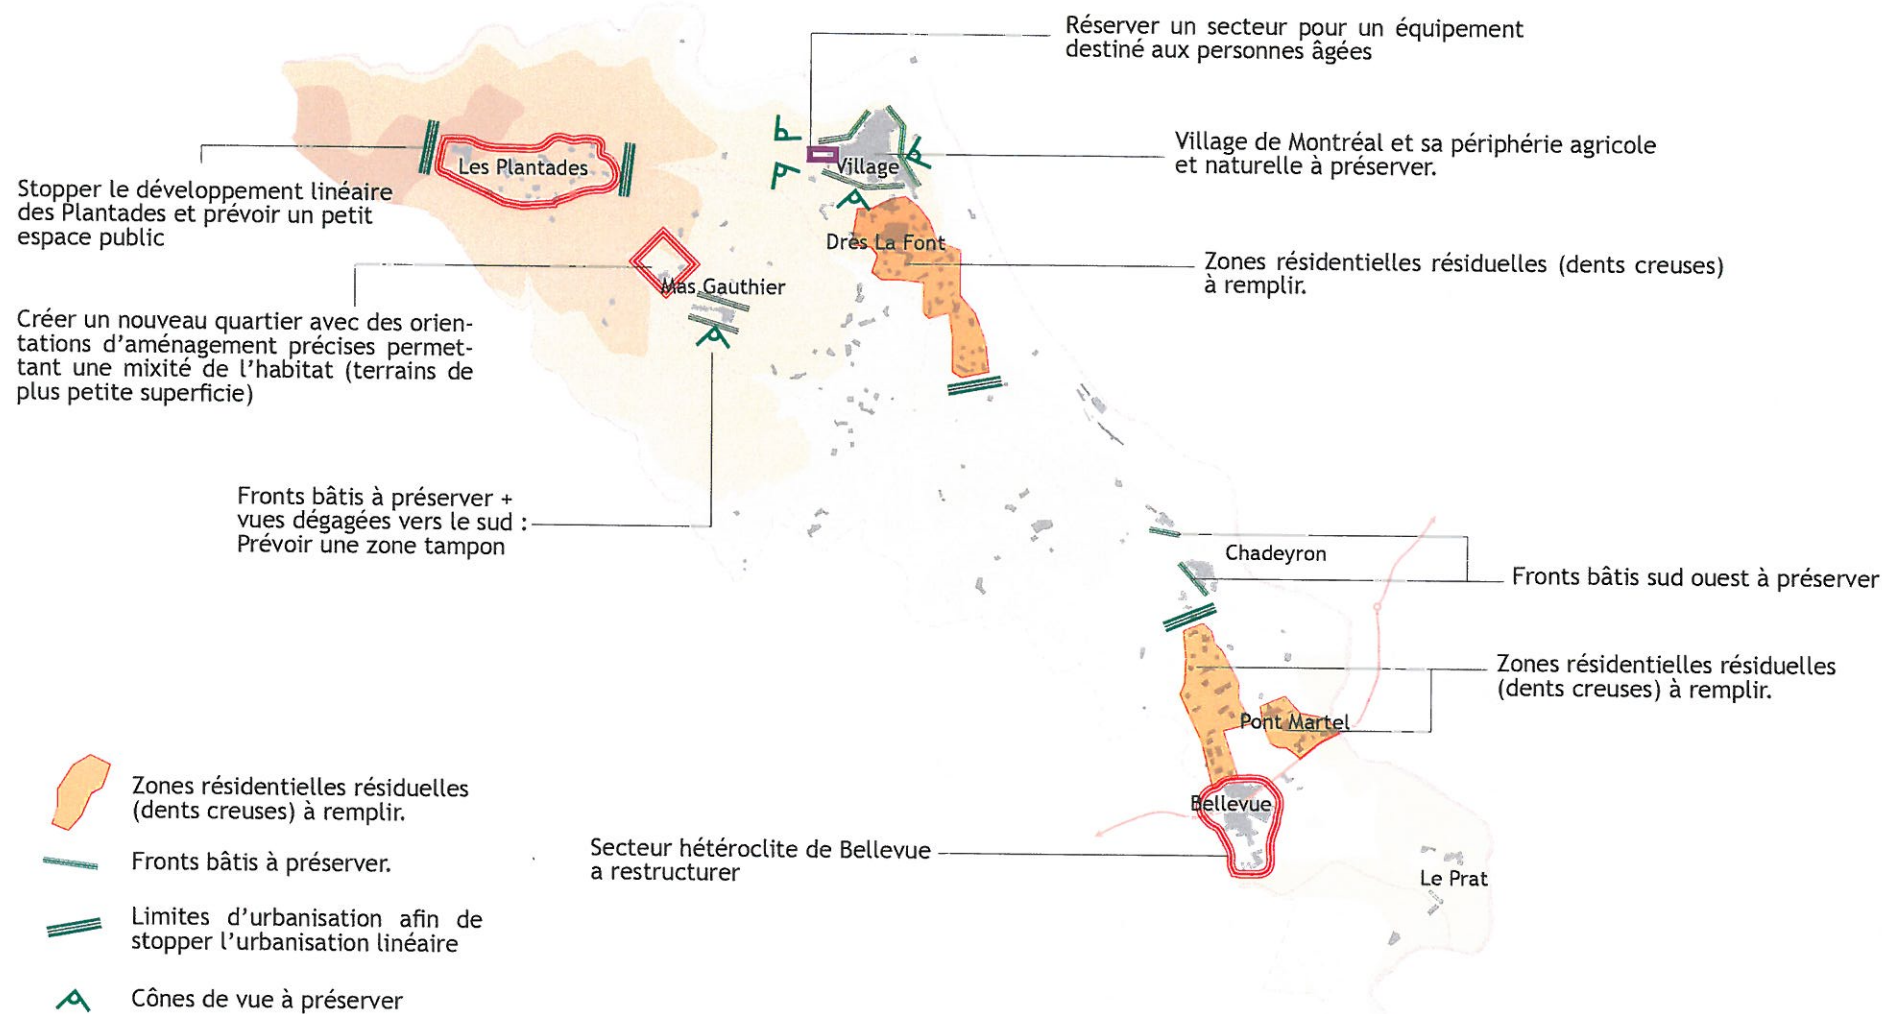 Réserver un secteur pour un équipement
destiné aux personnes âgées
Village de Montréal et sa périphérie agricole
et naturelle à préserver.
Les Plantades
Village
Stopper le développement linéaire
des Plantades et prévoir un petit
espace public
Drès La Font
Zones résidentielles résiduelles (dents creuses)
à remplir.
Mas Gauthier
Créer un nouveau quartier avec des orien-
tations d'aménagement précises permet-
tant une mixité de l'habitat (terrains de
plus petite superficie)
Fronts bâtis à préserver +
vues dégagées vers le sud :
Prévoir une zone tampon
Chadeyron
Fronts bâtis sud ouest à préserver
Zones résidentielles résiduelles
(dents creuses) à remplir.
Pont Martel
Bellevue
Secteur hétéroclite de Bellevue
a restructurer
Le Prat
Zones résidentielles résiduelles
(dents creuses) à remplir.
Fronts bâtis à préserver.
Limites d'urbanisation afin de
stopper l'urbanisation linéaire
Cônes de vue à préserver